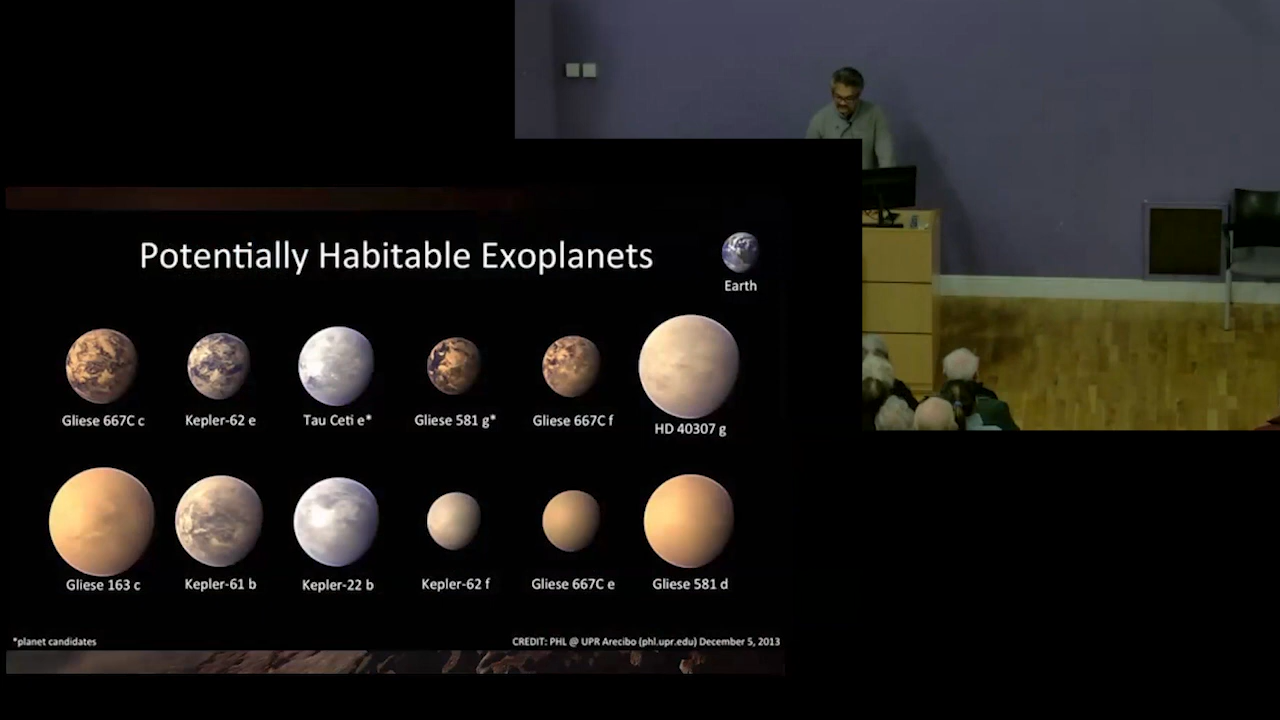 Potentially Habitable Exoplanets
Earth
Gliese 667C c
Kepler-62 e
Tau Ceti e*
Gliese 581 g*
Gliese 667C f
HD 40307 g
Gliese 163 c
Kepler-61 b
Kepler-22 b
Kepler-62 f
Gliese 667C e
Gliese 581 d
*planet candidates
CREDIT: PHL @ UPR Arecibo (phl.upr.edu) December 5, 2013